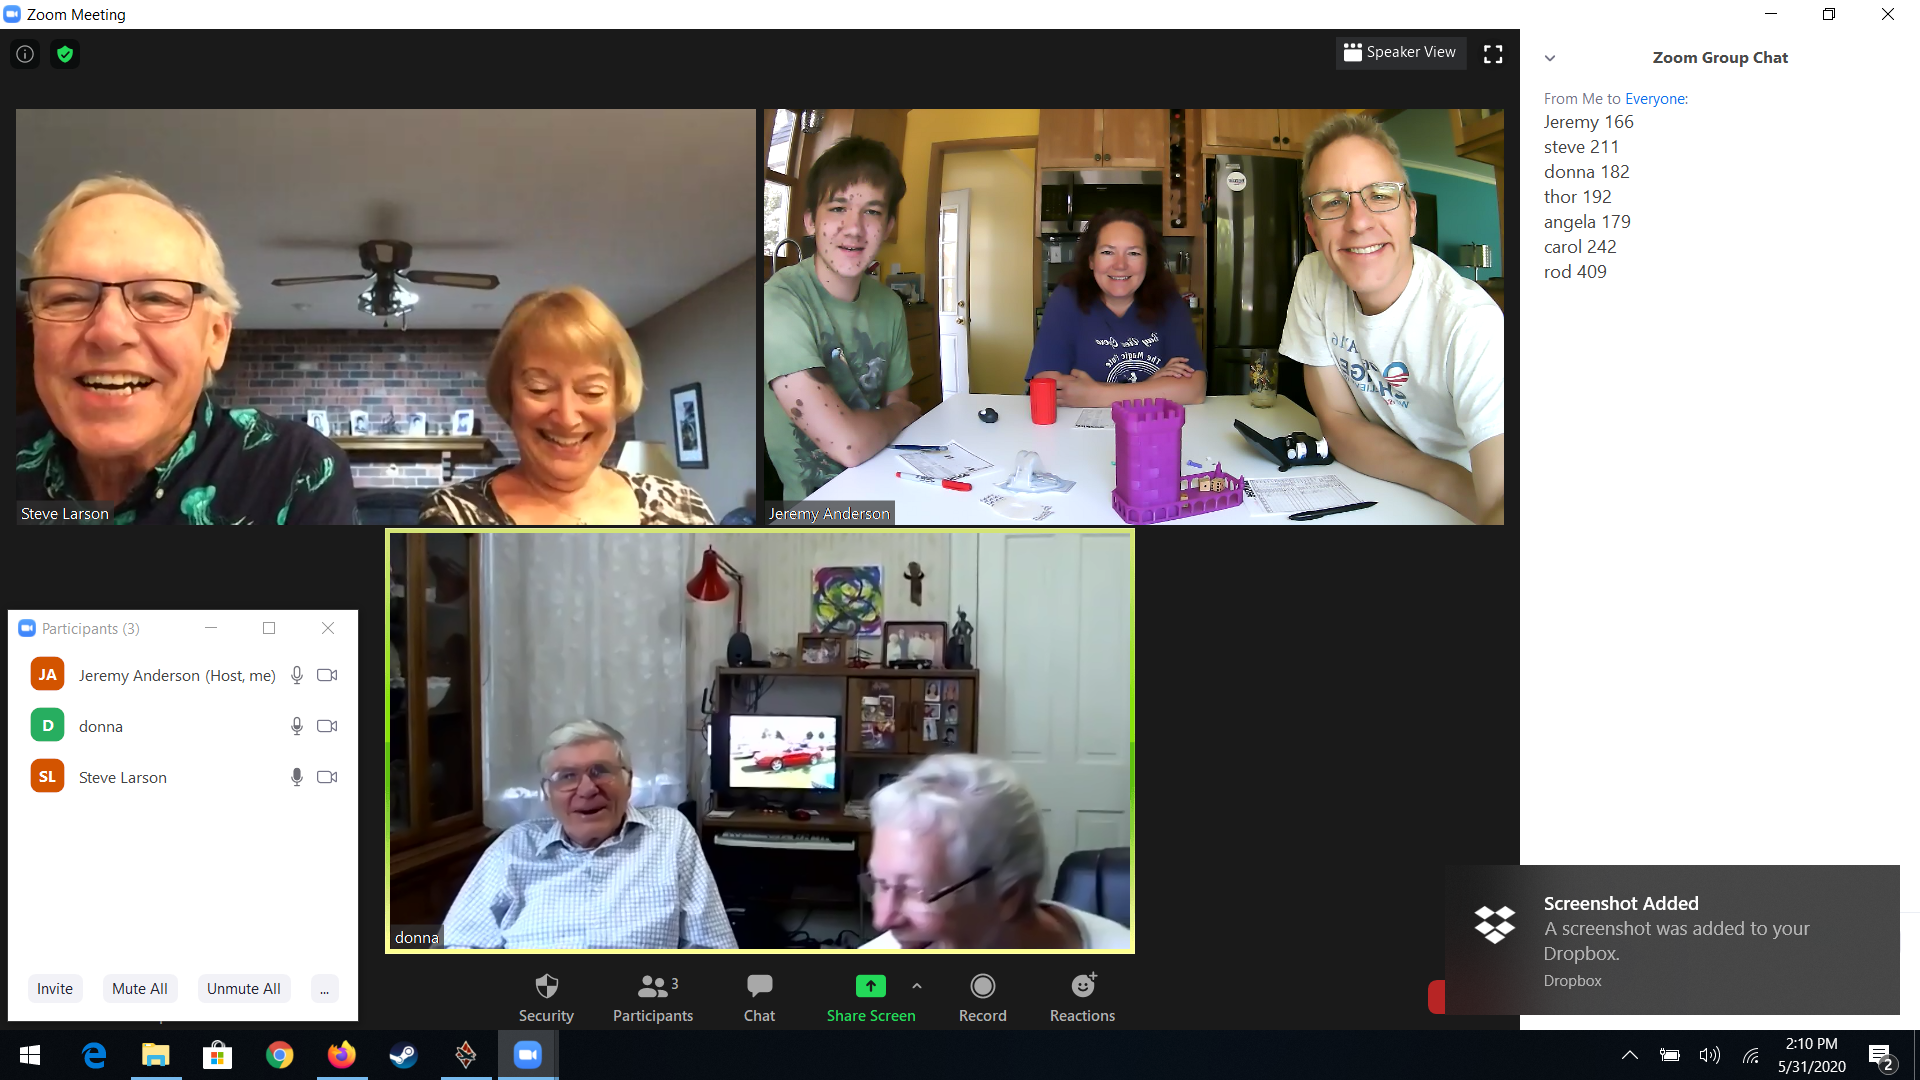 Zoom Meeting
Speaker View
Zoom Group Chat
From Me to Everyone:
Jeremy 166
steve 211
donna 182
thor 192
angela 179
carol 242
rod 409
Steve Larson
Jeremy Anderson
The Magic Cafe
donna
Participants (3)
JA Jeremy Anderson (Host, me)
D donna
SL Steve Larson
Invite
Mute All
Unmute All
...
3
Security
Participants
Chat
Share Screen
Record
Reactions
Screenshot Added
A screenshot was added to your
Dropbox.
Dropbox
2:10 PM
5/31/2020
2